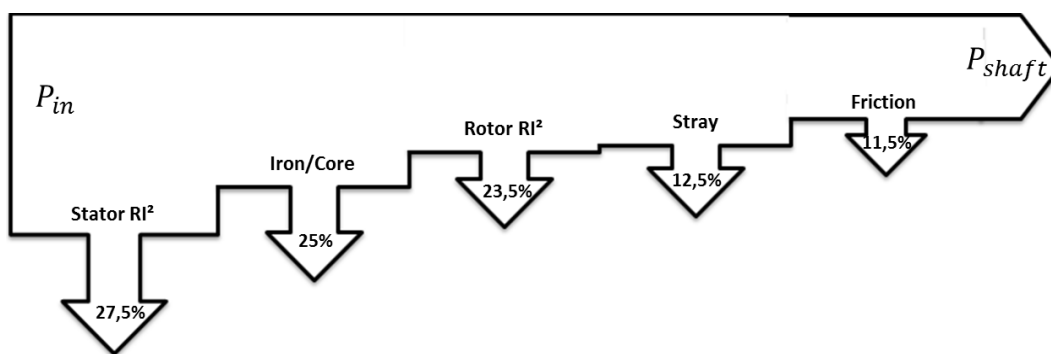 P_in
P_shaft
Stator RI²
27,5%
Iron/Core
25%
Rotor RI²
23,5%
Stray
12,5%
Friction
11,5%